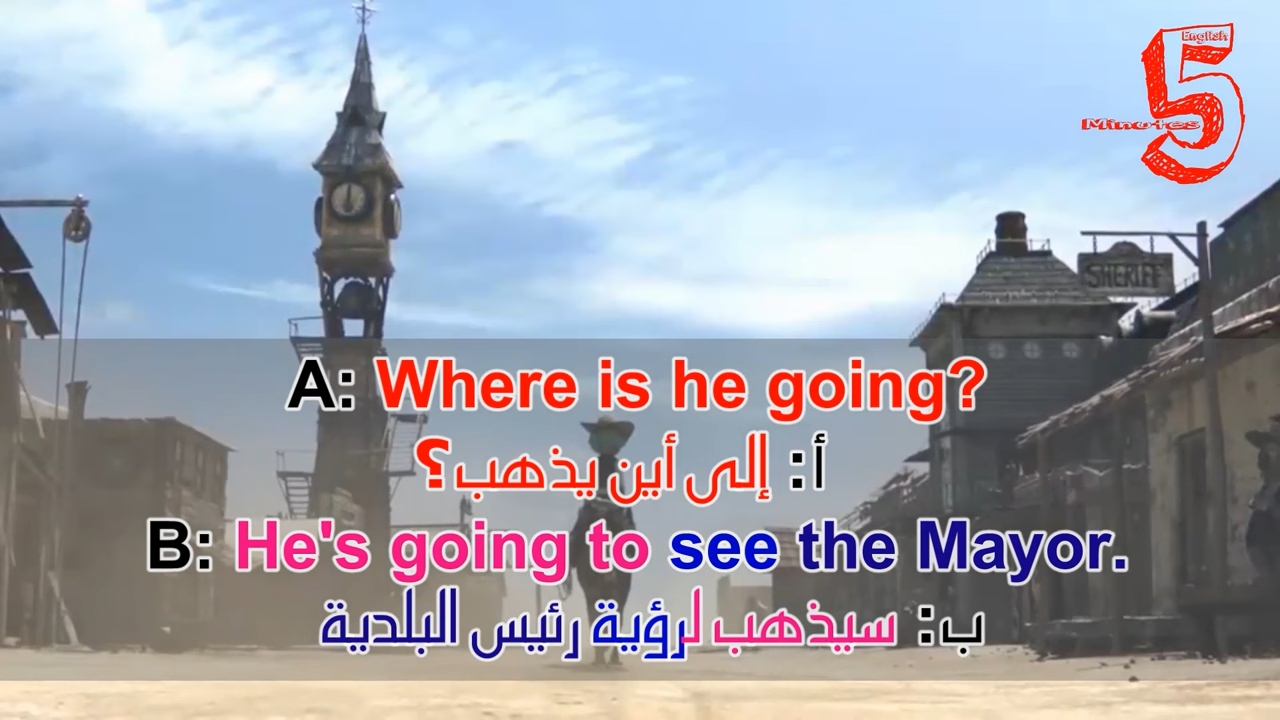 English
5
Minutes
SHERIFF
A: Where is he going?
أ: إلى أين يذهب؟
B: He's going to see the Mayor.
ب: سيذهب لرؤية رئيس البلدية